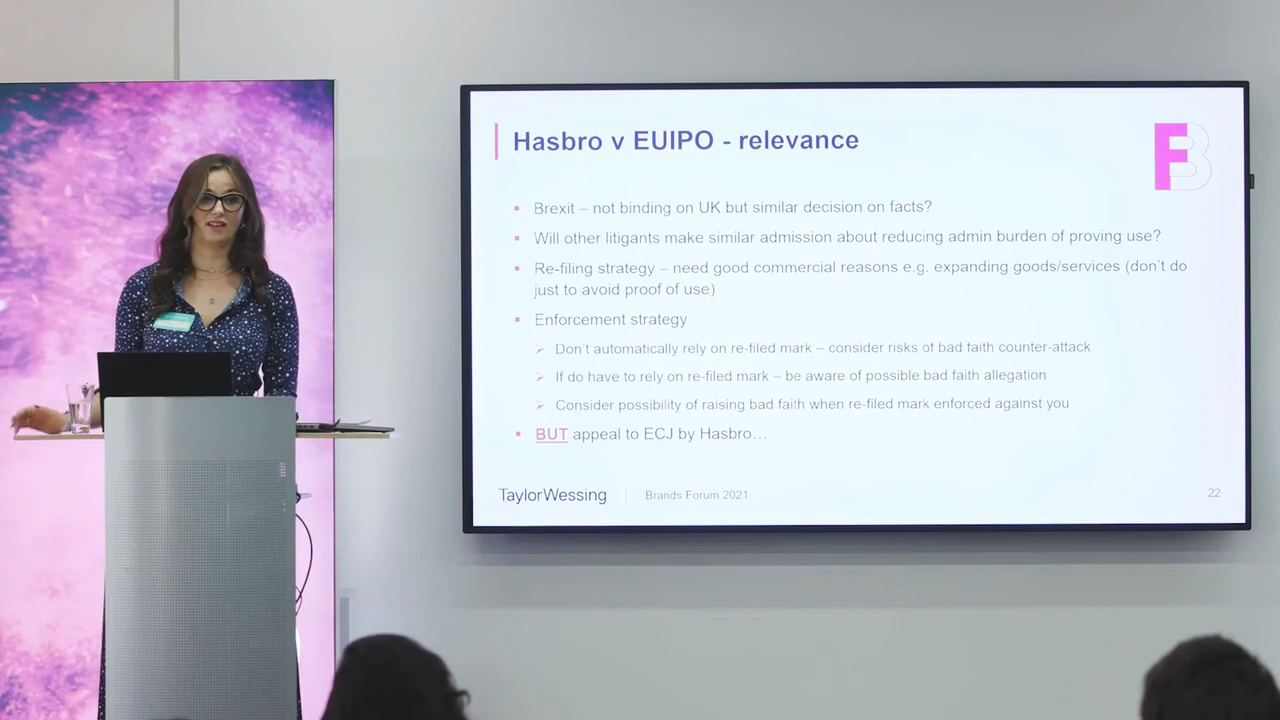 Hasbro v EUIPO - relevance
FB
Brexit – not binding on UK but similar decision on facts?
Will other litigants make similar admission about reducing admin burden of proving use?
Re-filing strategy – need good commercial reasons e.g. expanding goods/services (don't do
just to avoid proof of use)
Enforcement strategy
Don't automatically rely on re-filed mark – consider risks of bad faith counter-attack
If do have to rely on re-filed mark – be aware of possible bad faith allegation
Consider possibility of raising bad faith when re-filed mark enforced against you
BUT appeal to ECJ by Hasbro…
TaylorWessing
Brands Forum 2021
22